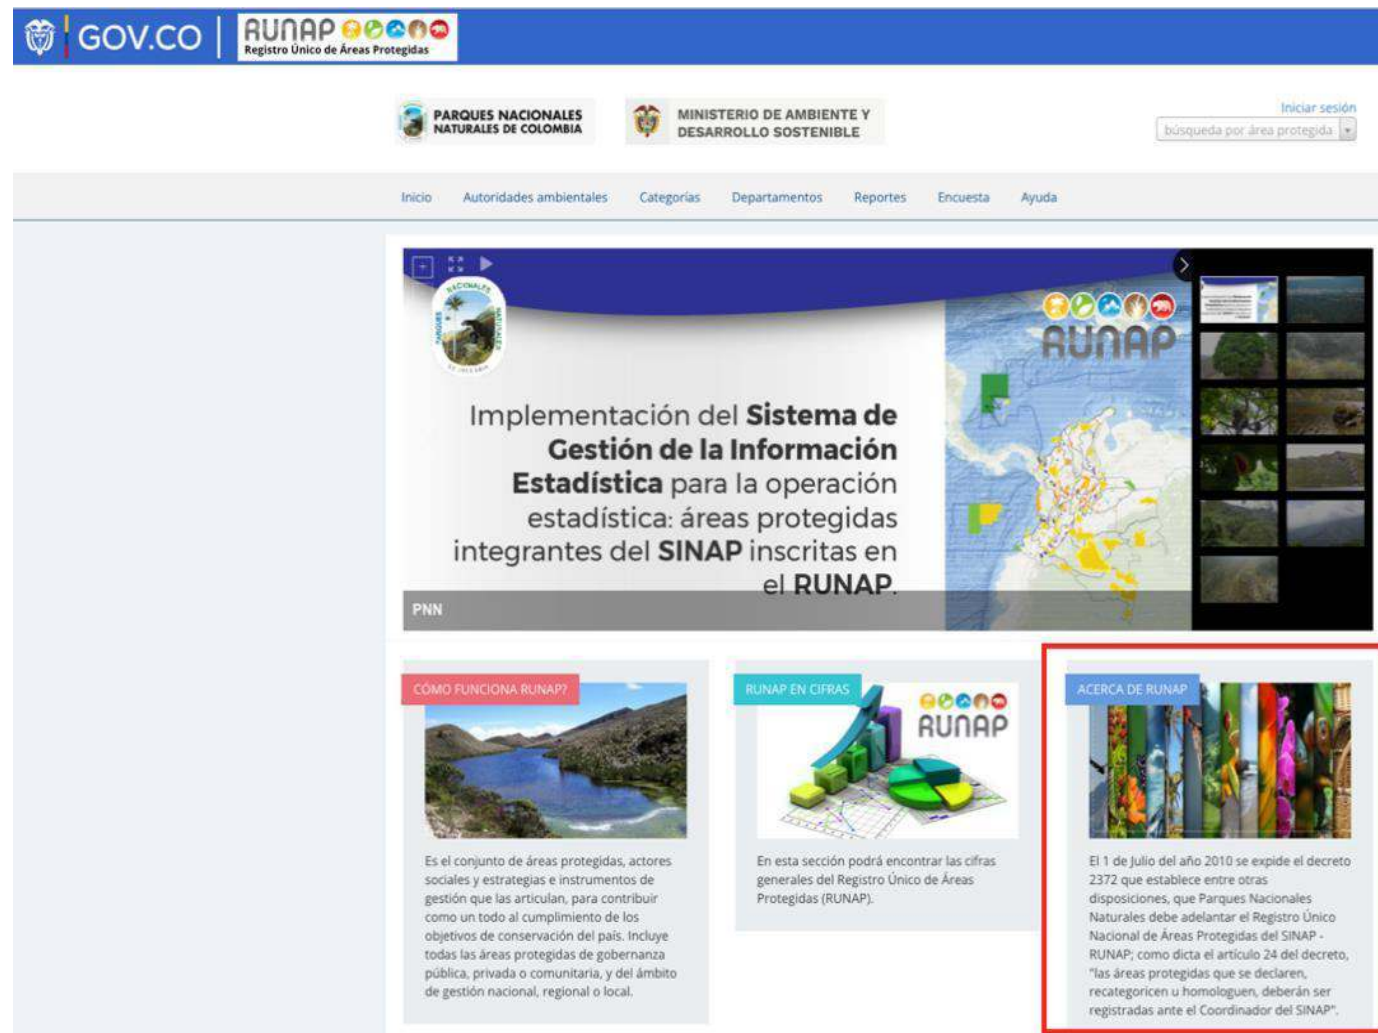 GOV.CO
RUNAP
Registro Único de Áreas Protegidas
PARQUES NACIONALES
NATURALES DE COLOMBIA
MINISTERIO DE AMBIENTE Y
DESARROLLO SOSTENIBLE
Iniciar sesión
búsqueda por área protegida
Inicio Autoridades ambientales Categorías Departamentos Reportes Encuesta Ayuda
PARQUES NACIONALES NATURALES
RUNAP
Implementación del Sistema de
Gestión de la Información
Estadística para la operación
estadística: áreas protegidas
integrantes del SINAP inscritas en
el RUNAP.
PNN
CÓMO FUNCIONA RUNAP?
Es el conjunto de áreas protegidas, actores
sociales y estrategias e instrumentos de
gestión que las articulan, para contribuir
como un todo al cumplimiento de los
objetivos de conservación del país. Incluye
todas las áreas protegidas de gobernanza
pública, privada o comunitaria, y del ámbito
de gestión nacional, regional o local.
RUNAP EN CIFRAS
RUNAP
En esta sección podrá encontrar las cifras
generales del Registro Único de Áreas
Protegidas (RUNAP).
ACERCA DE RUNAP
El 1 de Julio del año 2010 se expide el decreto
2372 que establece entre otras
disposiciones, que Parques Nacionales
Naturales debe adelantar el Registro Único
Nacional de Áreas Protegidas del SINAP -
RUNAP; como dicta el artículo 24 del decreto,
"las áreas protegidas que se declaren,
recategoricen u homologuen, deberán ser
registradas ante el Coordinador del SINAP".